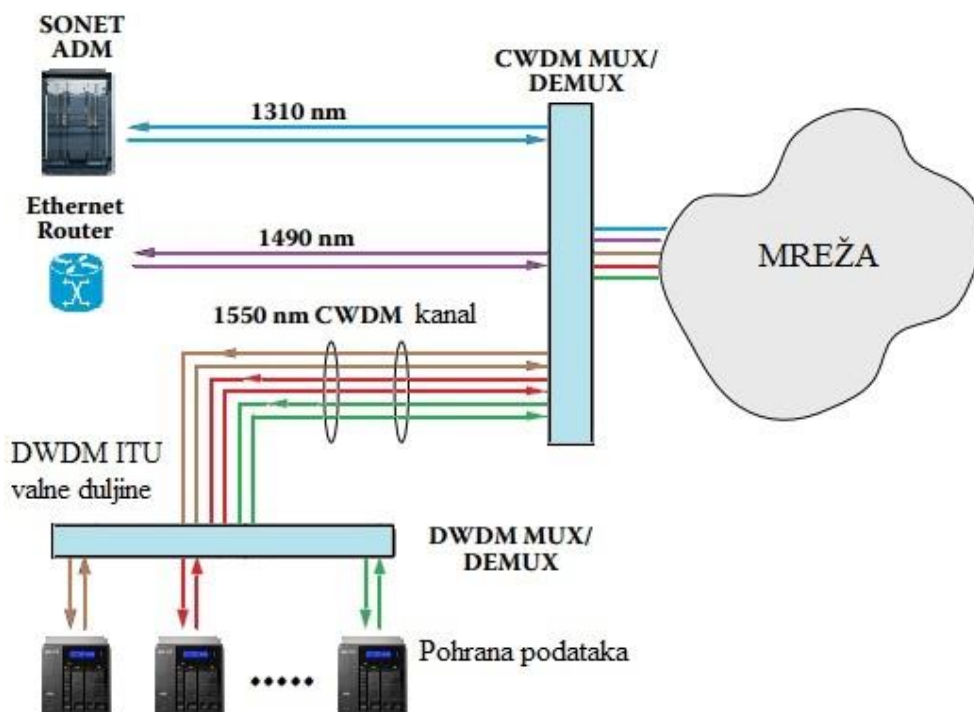 SONET
ADM
CWDM MUX/
DEMUX
1310 nm
Ethernet
Router
1490 nm
MREŽA
1550 nm CWDM kanal
DWDM ITU
valne duljine
DWDM MUX/
DEMUX
Pohrana podataka